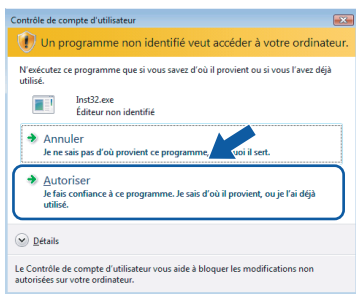 Contrôle de compte d'utilisateur
Un programme non identifié veut accéder à votre ordinateur.
N'exécutez ce programme que si vous savez d'où il provient ou si vous l'avez déjà
utilisé.
Inst32.exe
Éditeur non identifié
Annuler
Je ne sais pas d'où provient ce programme, uoi il sert.
Autoriser
Je fais confiance à ce programme. Je sais d'où il provient, ou je l'ai déjà
utilisé.
Détails
Le Contrôle de compte d'utilisateur vous aide à bloquer les modifications non
autorisées sur votre ordinateur.